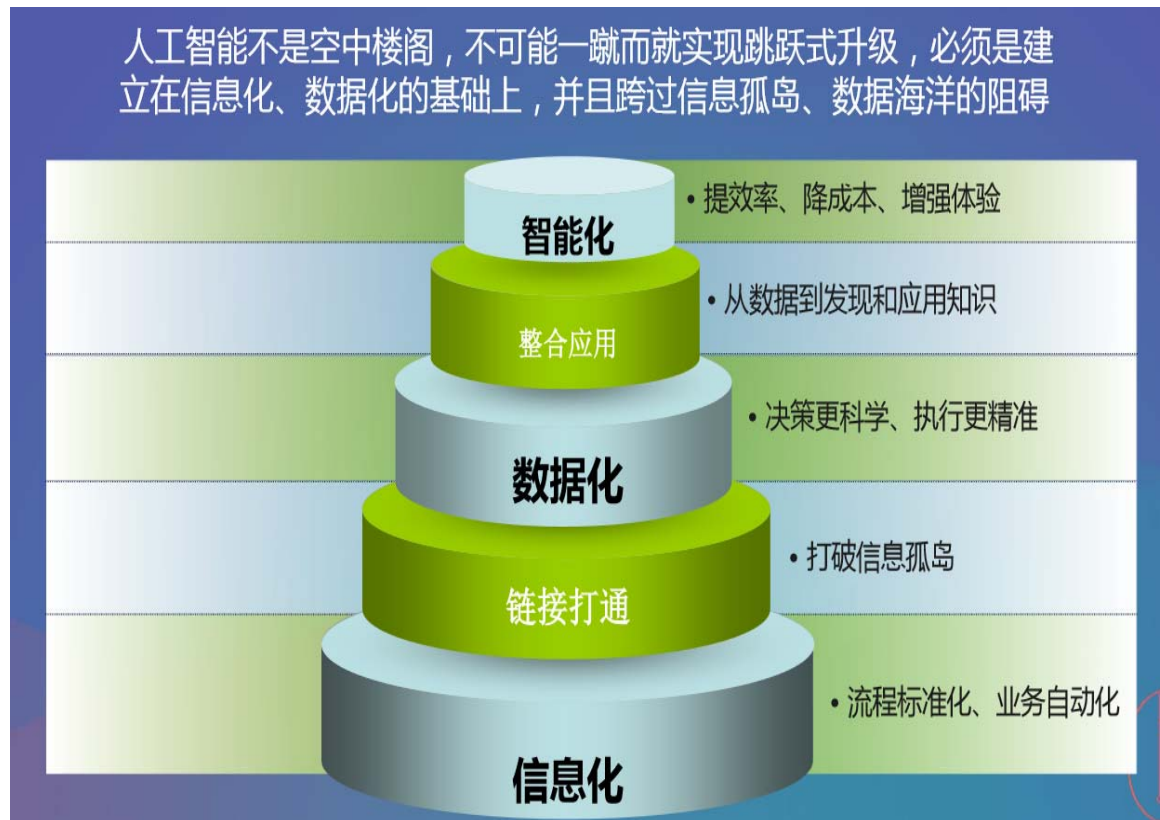 人工智能不是空中楼阁，不可能一蹴而就实现跳跃式升级，必须是建
立在信息化、数据化的基础上，并且跨过信息孤岛、数据海洋的阻碍
智能化
• 提效率、降成本、增强体验
整合应用
• 从数据到发现和应用知识
数据化
• 决策更科学、执行更精准
链接打通
• 打破信息孤岛
信息化
• 流程标准化、业务自动化